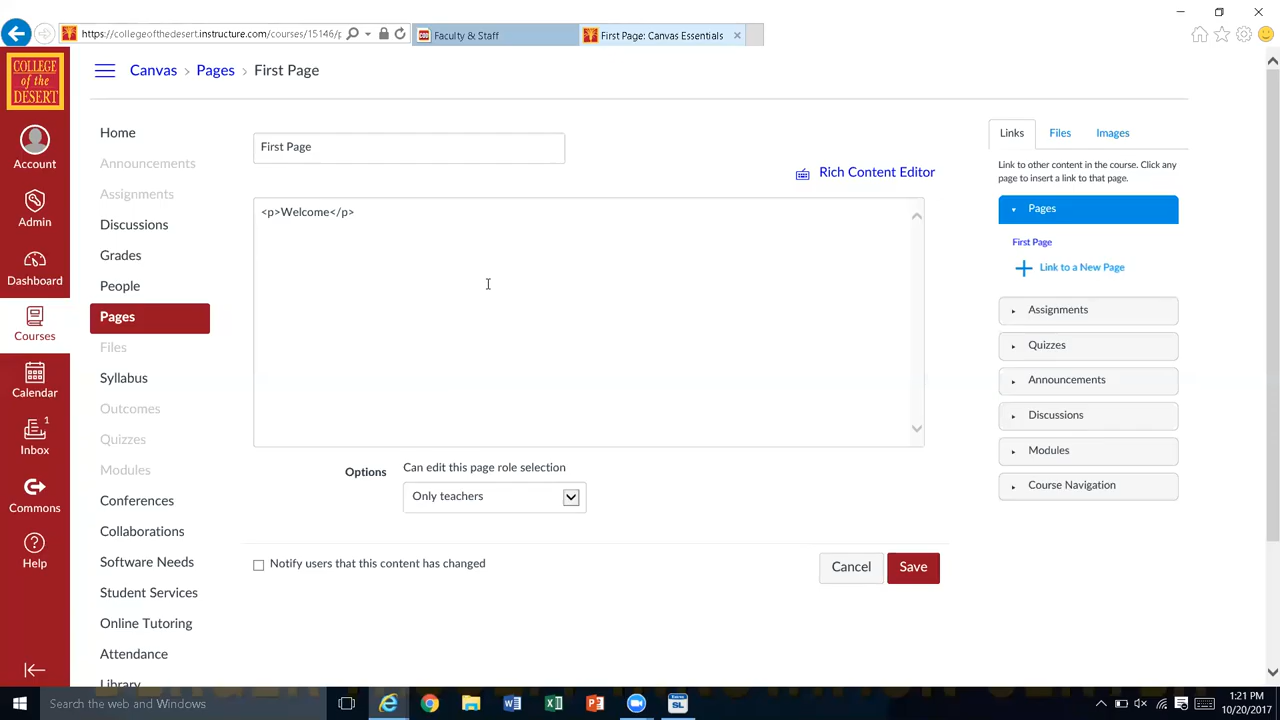 https://collegeofthedesert.instructure.com/courses/15146/p
Faculty & Staff
First Page: Canvas Essentials
COLLEGE
of the
DESERT
Canvas > Pages > First Page
Account
Admin
Dashboard
Courses
Calendar
1
Inbox
Commons
Help
Home
Announcements
Assignments
Discussions
Grades
People
Pages
Files
Syllabus
Outcomes
Quizzes
Modules
Conferences
Collaborations
Software Needs
Student Services
Online Tutoring
Attendance
Library
First Page
Rich Content Editor
<p>Welcome</p>
Options
Can edit this page role selection
Only teachers
Notify users that this content has changed
Cancel
Save
Links
Files
Images
Link to other content in the course. Click any
page to insert a link to that page.
Pages
First Page
Link to a New Page
Assignments
Quizzes
Announcements
Discussions
Modules
Course Navigation
Search the web and Windows
1:21 PM
10/20/2017